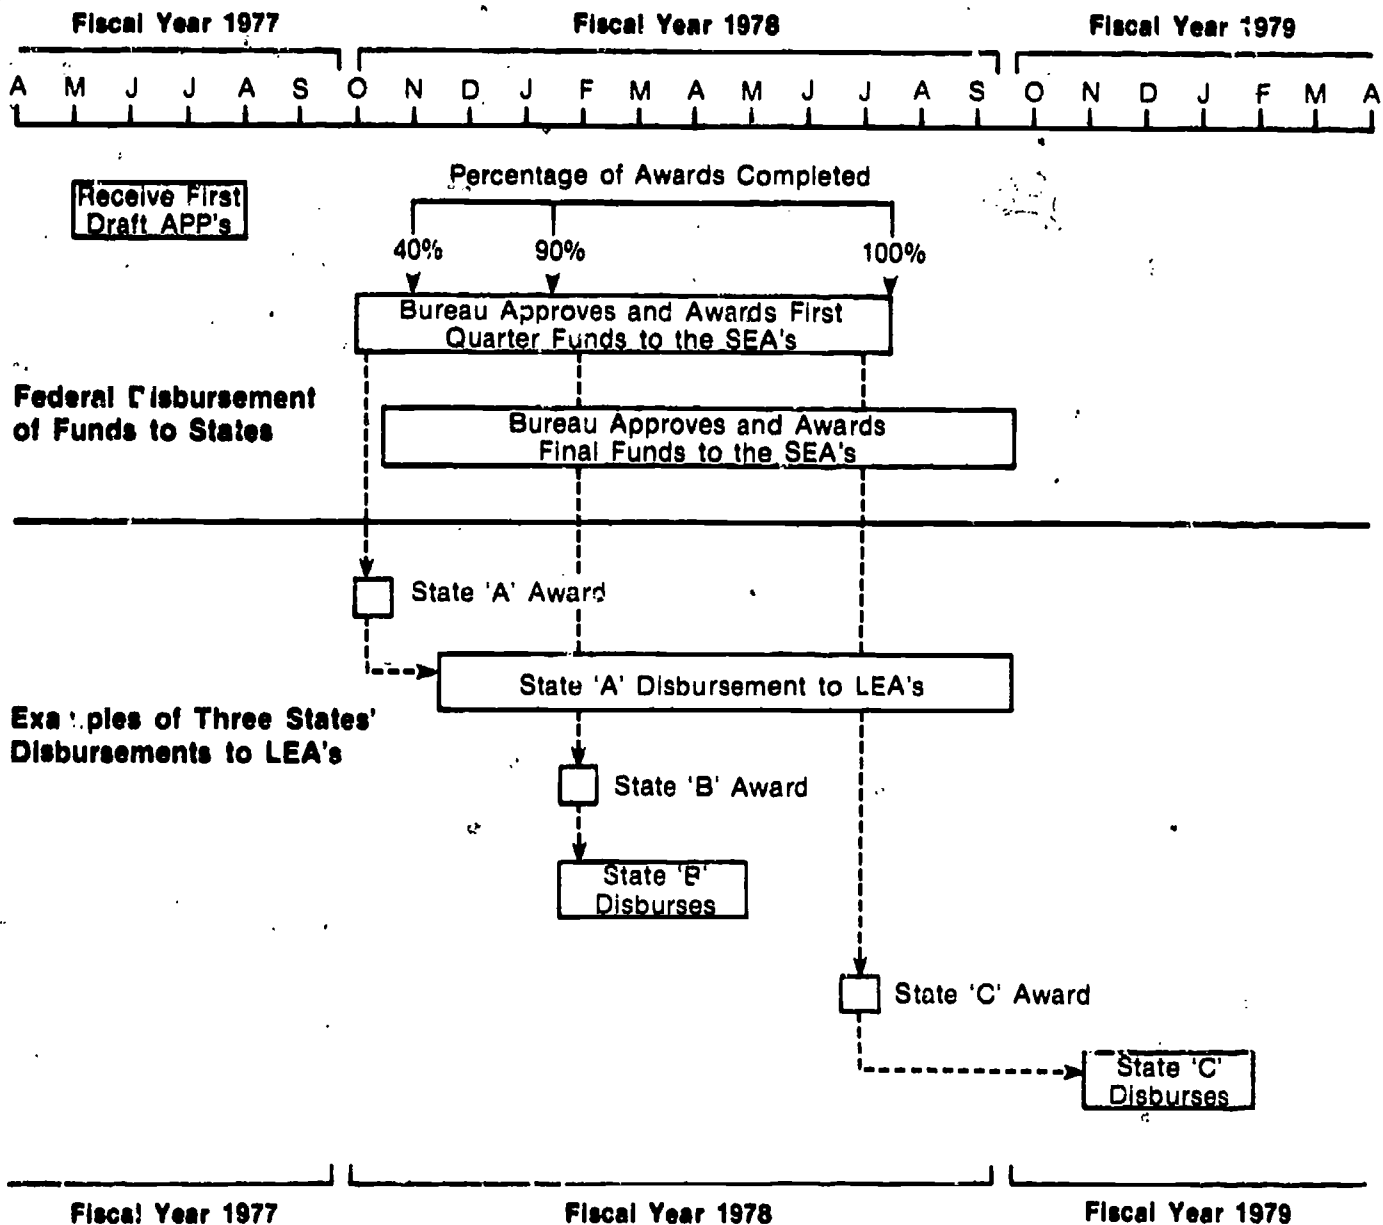 Fiscal Year 1977 Fiscal Year 1978 Fiscal Year 1979
A M J J A S O N D J F M A M J J A S O N D J F M A
Percentage of Awards Completed
Receive First
Draft APP's
40% 90% 100%
Bureau Approves and Awards First
Quarter Funds to the SEA's
Federal Disbursement
of Funds to States
Bureau Approves and Awards
Final Funds to the SEA's
State 'A' Award
State 'A' Disbursement to LEA's
Examples of Three States'
Disbursements to LEA's
State 'B' Award
State 'B'
Disburses
State 'C' Award
State 'C'
Disburses
Fiscal Year 1977 Fiscal Year 1978 Fiscal Year 1979